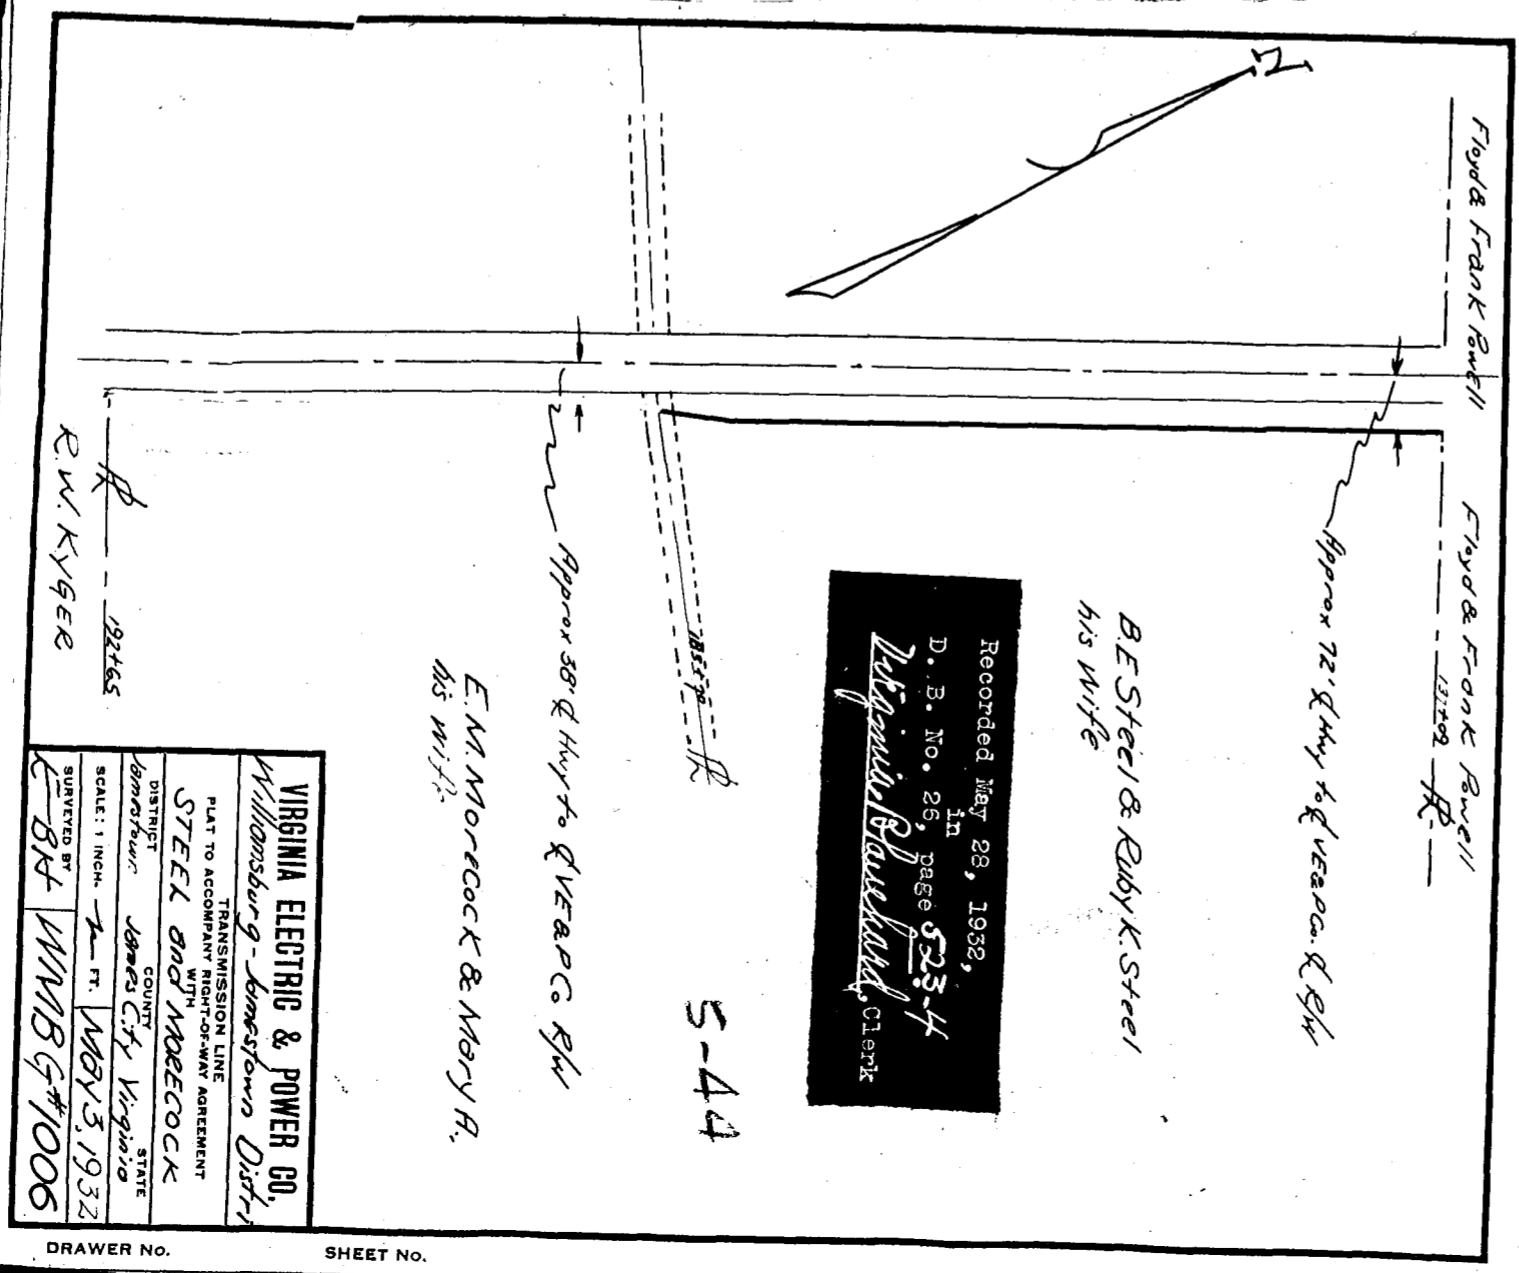 Floyd & Frank Powell
Floyd & Frank Powell
Approx 72' ℄ Hwy to ℄ VE&PCo. ℄ R/W
B.E Steel & Ruby K. Steel
his wife
Recorded May 28, 1932,
in
D. B. No. 26, page 523-4
Clerk
S-44
Approx 38' ℄ Hwy to ℄ VE&PCo R/W
E.M. Morecock & Mary A.
his wife
192+65
R.W. KYGER
VIRGINIA ELECTRIC & POWER CO.
Williamsburg-Jamestown Distri
TRANSMISSION LINE
PLAT TO ACCOMPANY RIGHT-OF-WAY AGREEMENT
WITH
STEEL and MORECOCK
DISTRICT COUNTY STATE
Jamestown James City Virginia
SCALE: 1 INCH- FT. MAY 3, 1932
SURVEYED BY
WMBG#1006
DRAWER No. SHEET No.